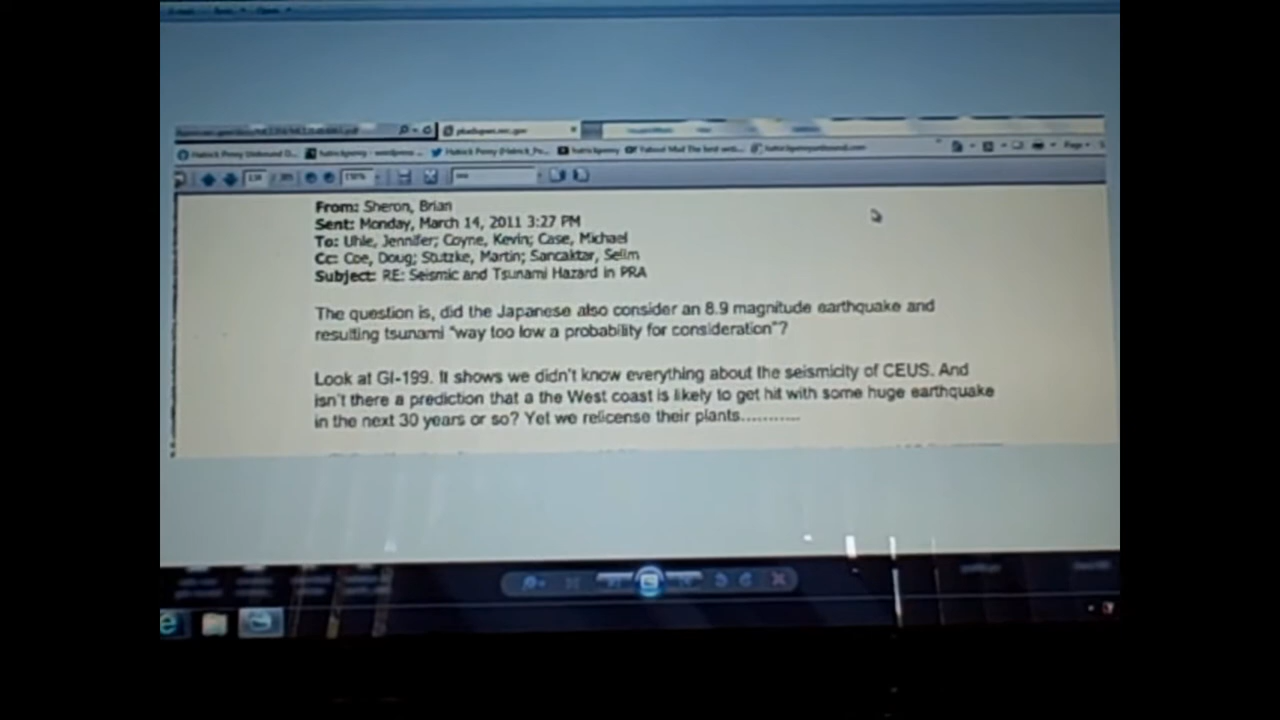 From: Sheron, Brian
Sent: Monday, March 14, 2011 3:27 PM
To: Uhle, Jennifer; Coyne, Kevin; Case, Michael
Cc: Coe, Doug; Stutzke, Martin; Sancaktar, Selim
Subject: RE: Seismic and Tsunami Hazard in PRA
The question is, did the Japanese also consider an 8.9 magnitude earthquake and
resulting tsunami "way too low a probability for consideration"?
Look at GI-199. It shows we didn't know everything about the seismicity of CEUS. And
isn't there a prediction that a the West coast is likely to get hit with some huge earthquake
in the next 30 years or so? Yet we relicense their plants...........